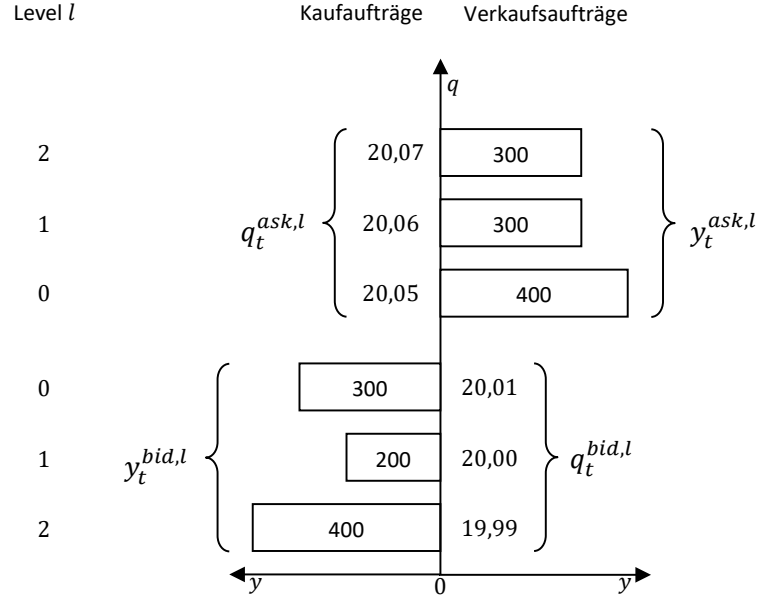 Level l Kaufaufträge Verkaufsaufträge
q
2 20,07 300
1 q_t^{ask,l} 20,06 300 y_t^{ask,l}
0 20,05 400
0 300 20,01
1 y_t^{bid,l} 200 20,00 q_t^{bid,l}
2 400 19,99
y 0 y